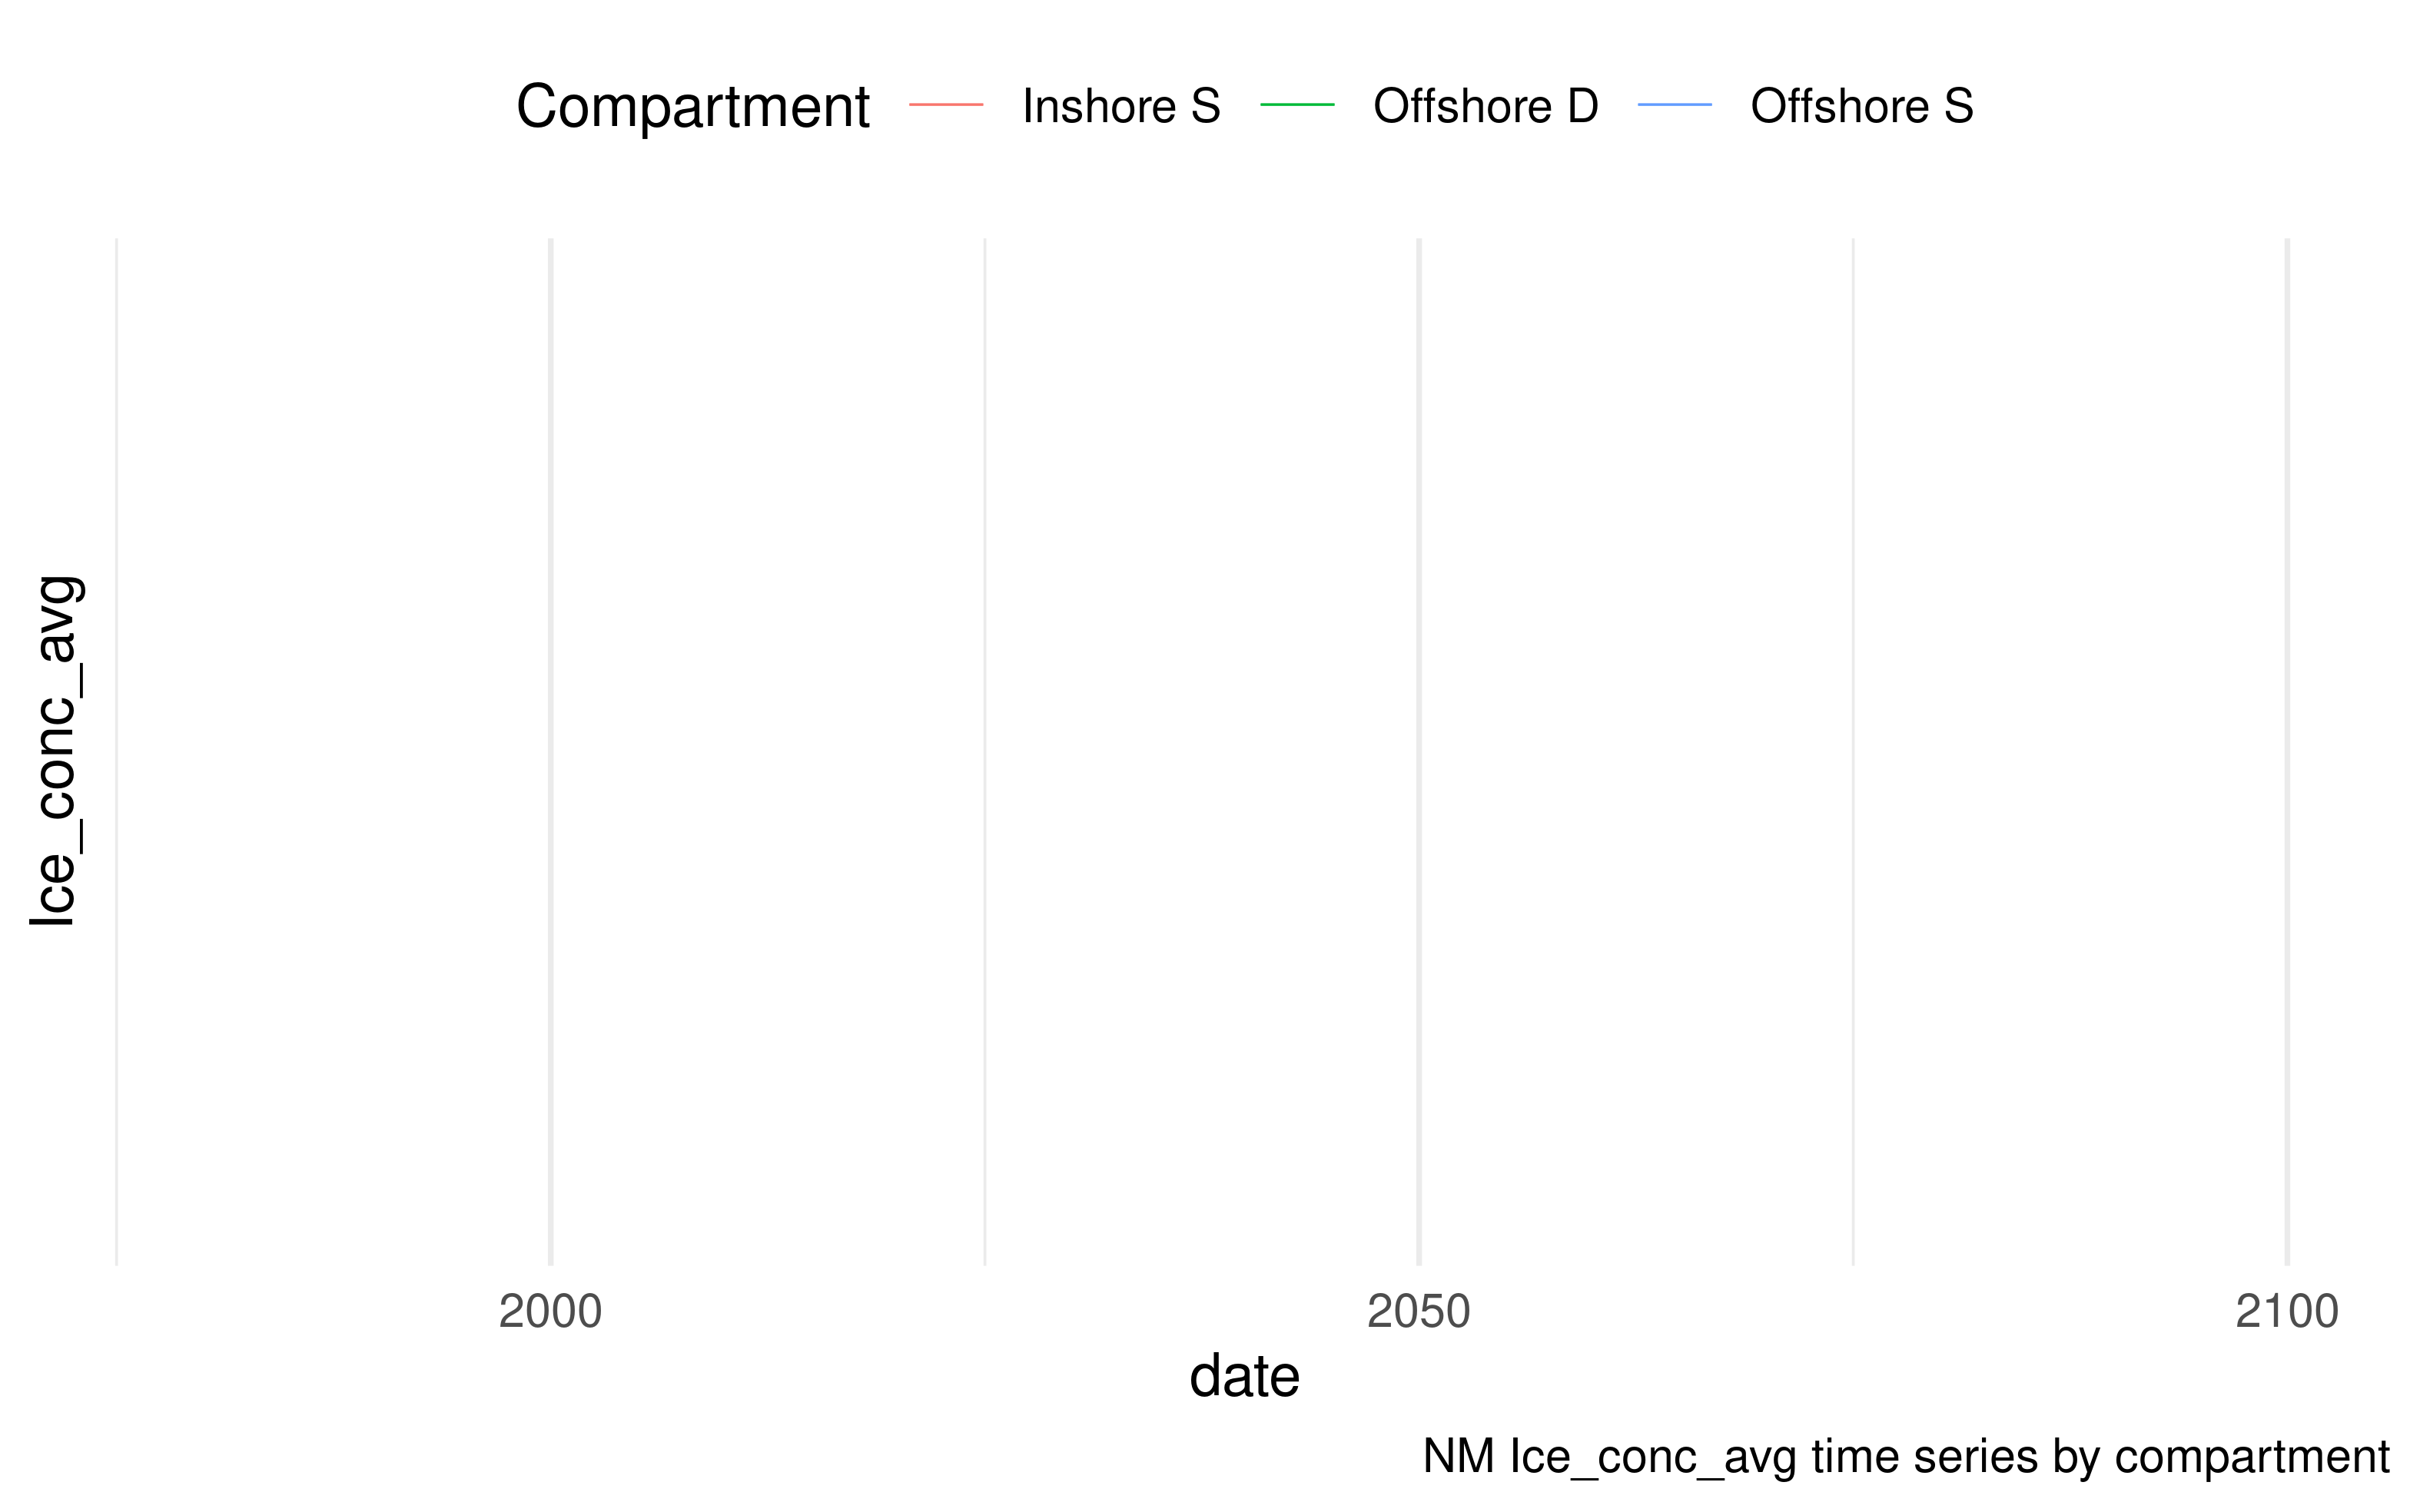 Compartment Inshore S Offshore D Offshore S
Ice_conc_avg
2000 2050 2100
date
NM Ice_conc_avg time series by compartment